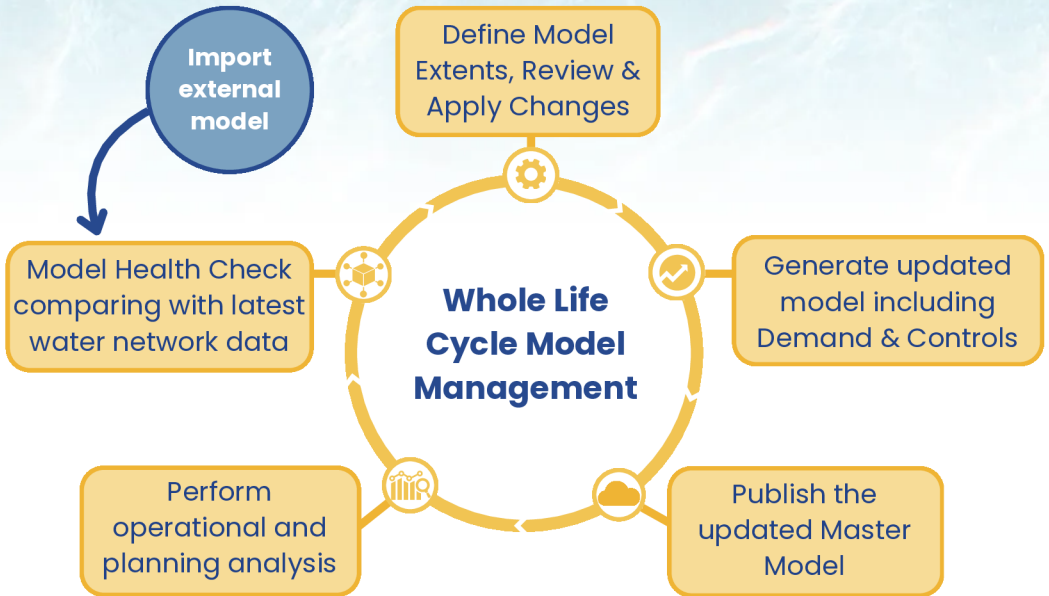 Import
external
model
Define Model
Extents, Review &
Apply Changes
Model Health Check
comparing with latest
water network data
Whole Life
Cycle Model
Management
Generate updated
model including
Demand & Controls
Perform
operational and
planning analysis
Publish the
updated Master
Model